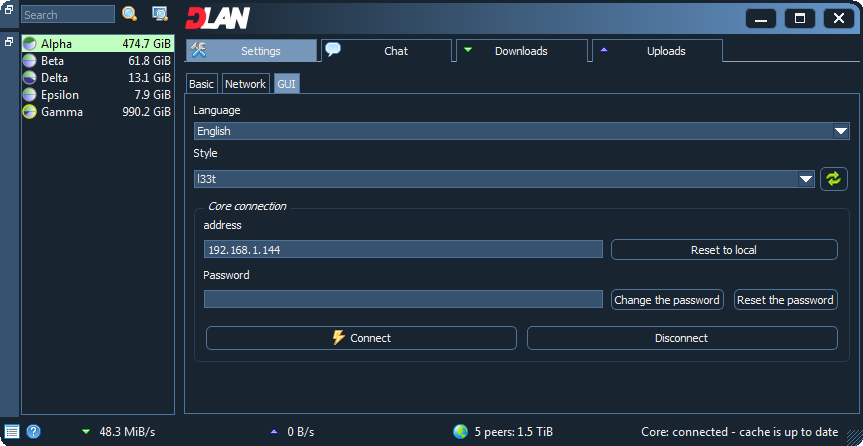 Search
DLAN
Alpha 474.7 GiB
Beta 61.8 GiB
Delta 13.1 GiB
Epsilon 7.9 GiB
Gamma 990.2 GiB
Settings Chat Downloads Uploads
Basic Network GUI
Language
English
Style
l33t
Core connection
address
192.168.1.144 Reset to local
Password
Change the password Reset the password
Connect Disconnect
48.3 MiB/s 0 B/s 5 peers: 1.5 TiB Core: connected - cache is up to date